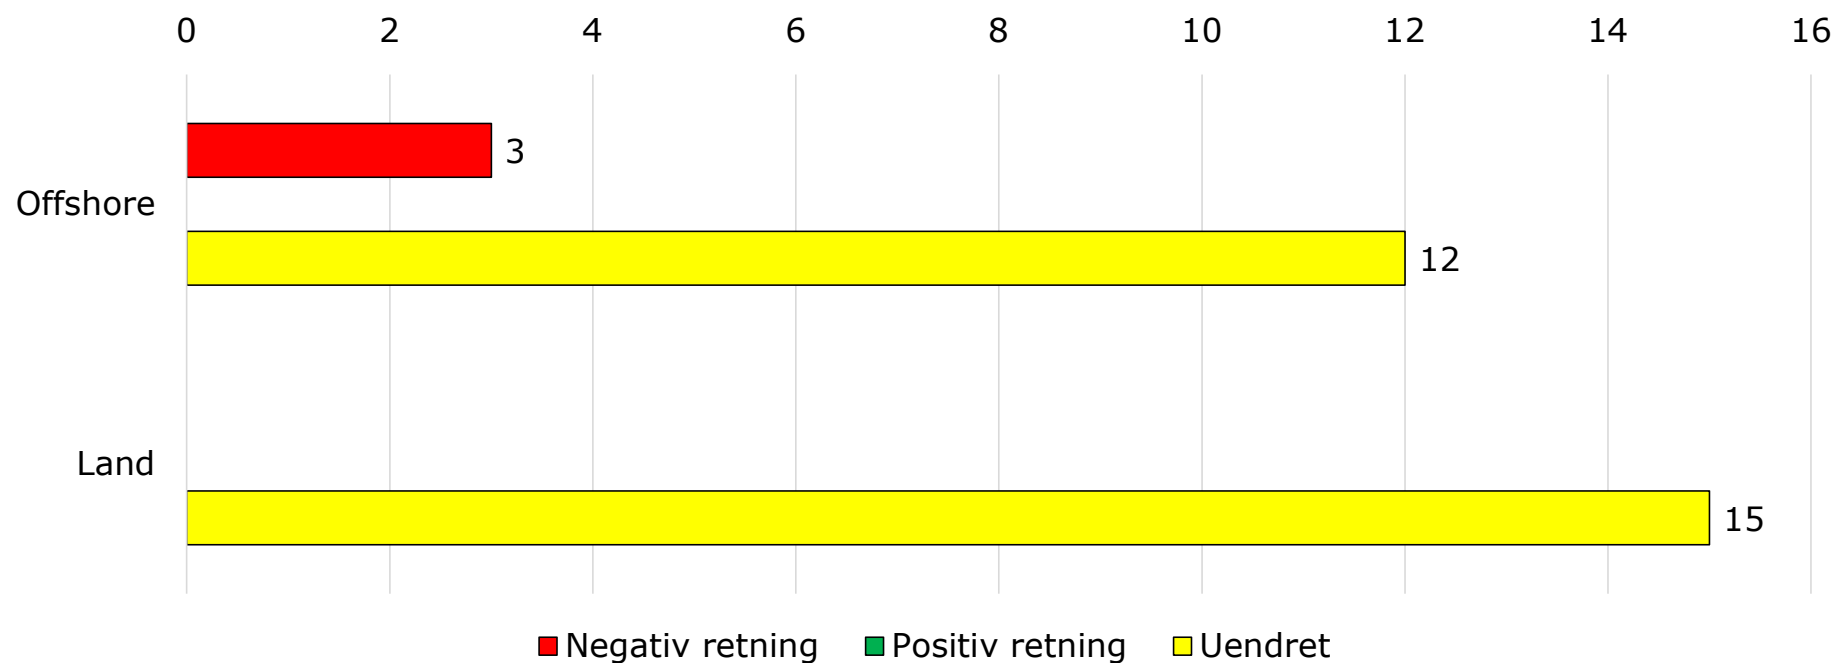 0 2 4 6 8 10 12 14 16
3
Offshore
12
Land
15
Negativ retning Positiv retning Uendret